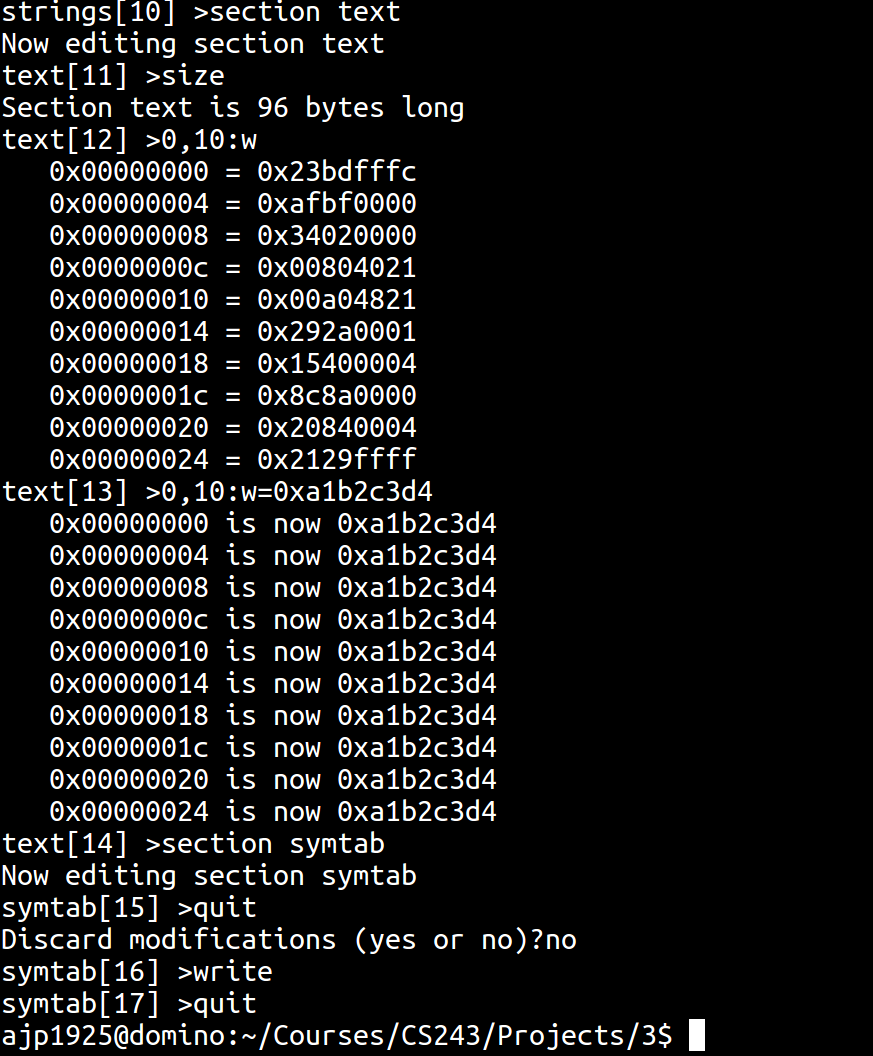 strings[10] >section text
Now editing section text
text[11] >size
Section text is 96 bytes long
text[12] >0,10:w
   0x00000000 = 0x23bdfffc
   0x00000004 = 0xafbf0000
   0x00000008 = 0x34020000
   0x0000000c = 0x00804021
   0x00000010 = 0x00a04821
   0x00000014 = 0x292a0001
   0x00000018 = 0x15400004
   0x0000001c = 0x8c8a0000
   0x00000020 = 0x20840004
   0x00000024 = 0x2129ffff
text[13] >0,10:w=0xa1b2c3d4
   0x00000000 is now 0xa1b2c3d4
   0x00000004 is now 0xa1b2c3d4
   0x00000008 is now 0xa1b2c3d4
   0x0000000c is now 0xa1b2c3d4
   0x00000010 is now 0xa1b2c3d4
   0x00000014 is now 0xa1b2c3d4
   0x00000018 is now 0xa1b2c3d4
   0x0000001c is now 0xa1b2c3d4
   0x00000020 is now 0xa1b2c3d4
   0x00000024 is now 0xa1b2c3d4
text[14] >section symtab
Now editing section symtab
symtab[15] >quit
Discard modifications (yes or no)?no
symtab[16] >write
symtab[17] >quit
ajp1925@domino:~/Courses/CS243/Projects/3$